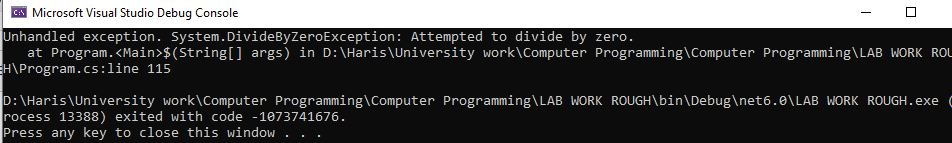 Microsoft Visual Studio Debug Console
Unhandled exception. System.DivideByZeroException: Attempted to divide by zero.
   at Program.<Main>$(String[] args) in D:\Haris\University work\Computer Programming\Computer Programming\LAB WORK ROUG
H\Program.cs:line 115

D:\Haris\University work\Computer Programming\Computer Programming\LAB WORK ROUGH\bin\Debug\net6.0\LAB WORK ROUGH.exe (
rocess 13388) exited with code -1073741676.
Press any key to close this window . . .